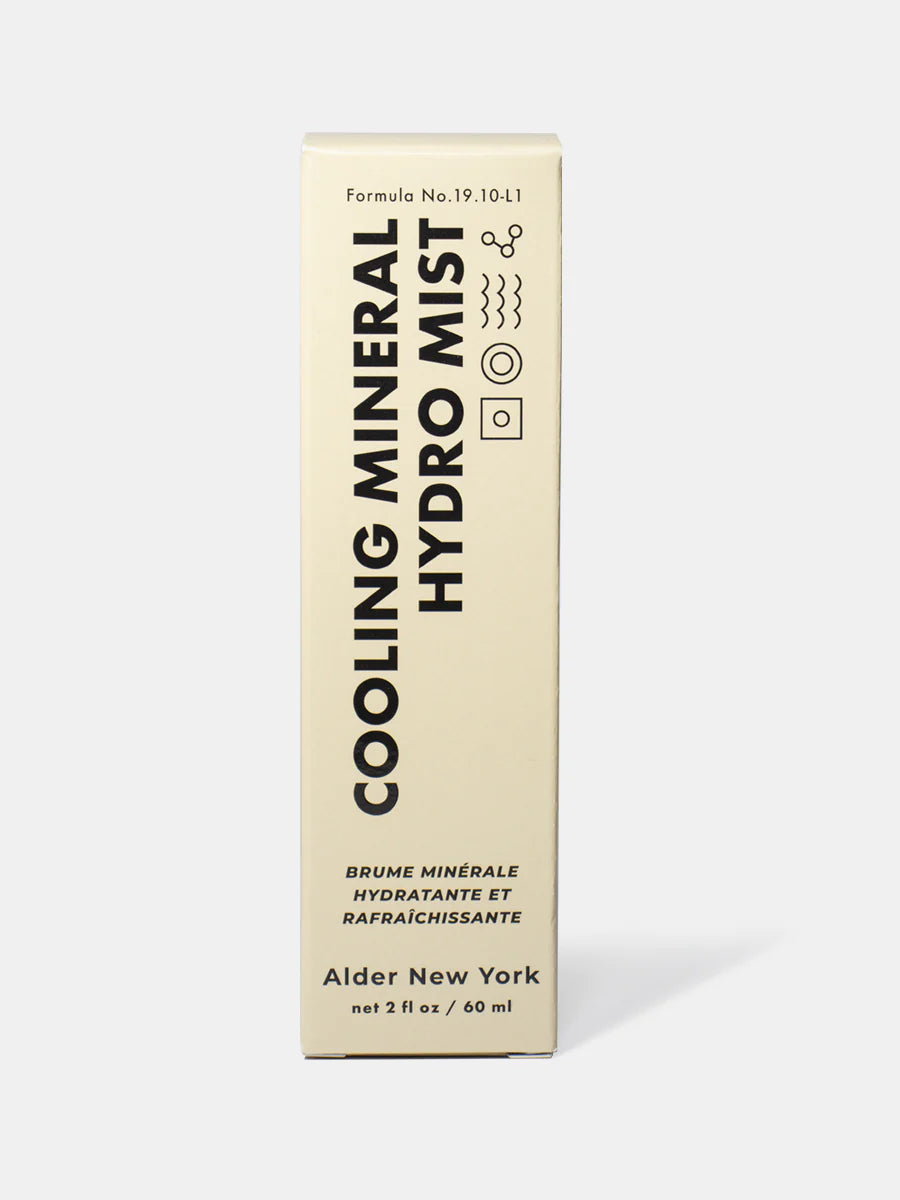 Formula No.19.10-L1
COOLING MINERAL
HYDRO MIST
BRUME MINÉRALE
HYDRATANTE ET
RAFRAÎCHISSANTE
Alder New York
net 2 fl oz / 60 ml